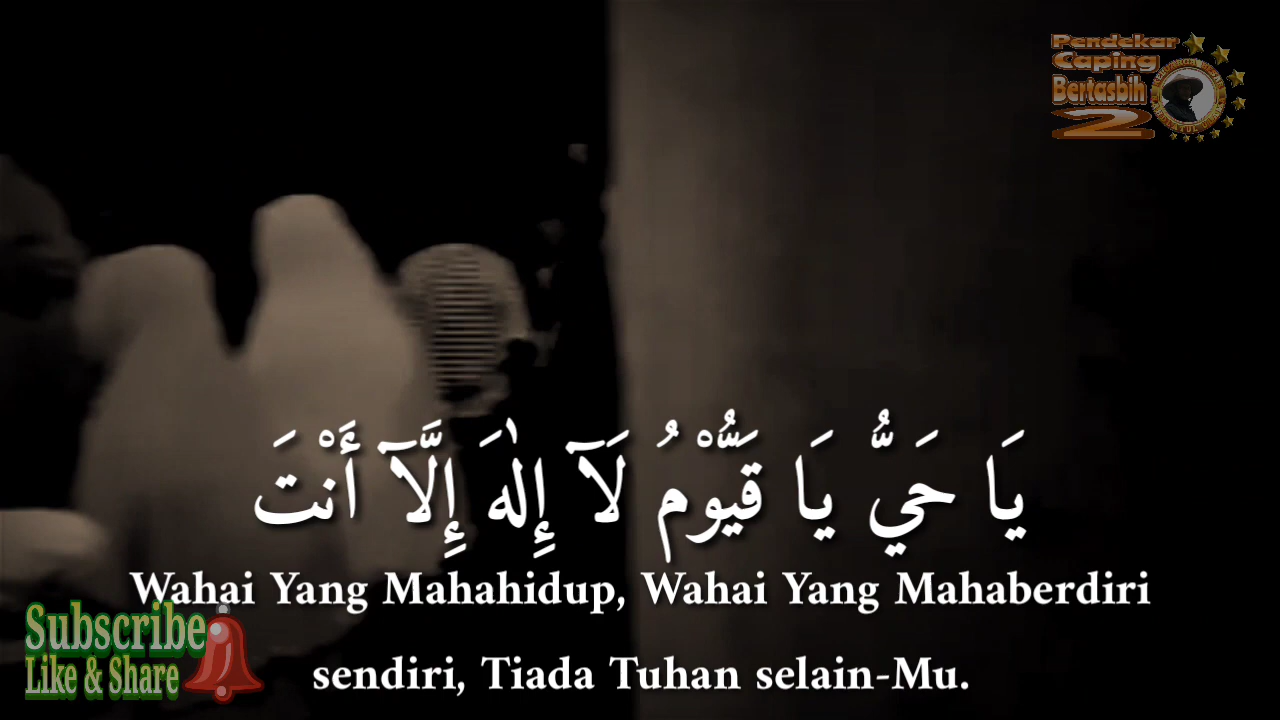 Pendekar
Caping
Bertasbih
2
يَا حَيُّ يَا قَيُّوْمُ لَآ إِلٰهَ إِلَّآ أَنْتَ
Wahai Yang Mahahidup, Wahai Yang Mahaberdiri
sendiri, Tiada Tuhan selain-Mu.
Subscribe
Like & Share